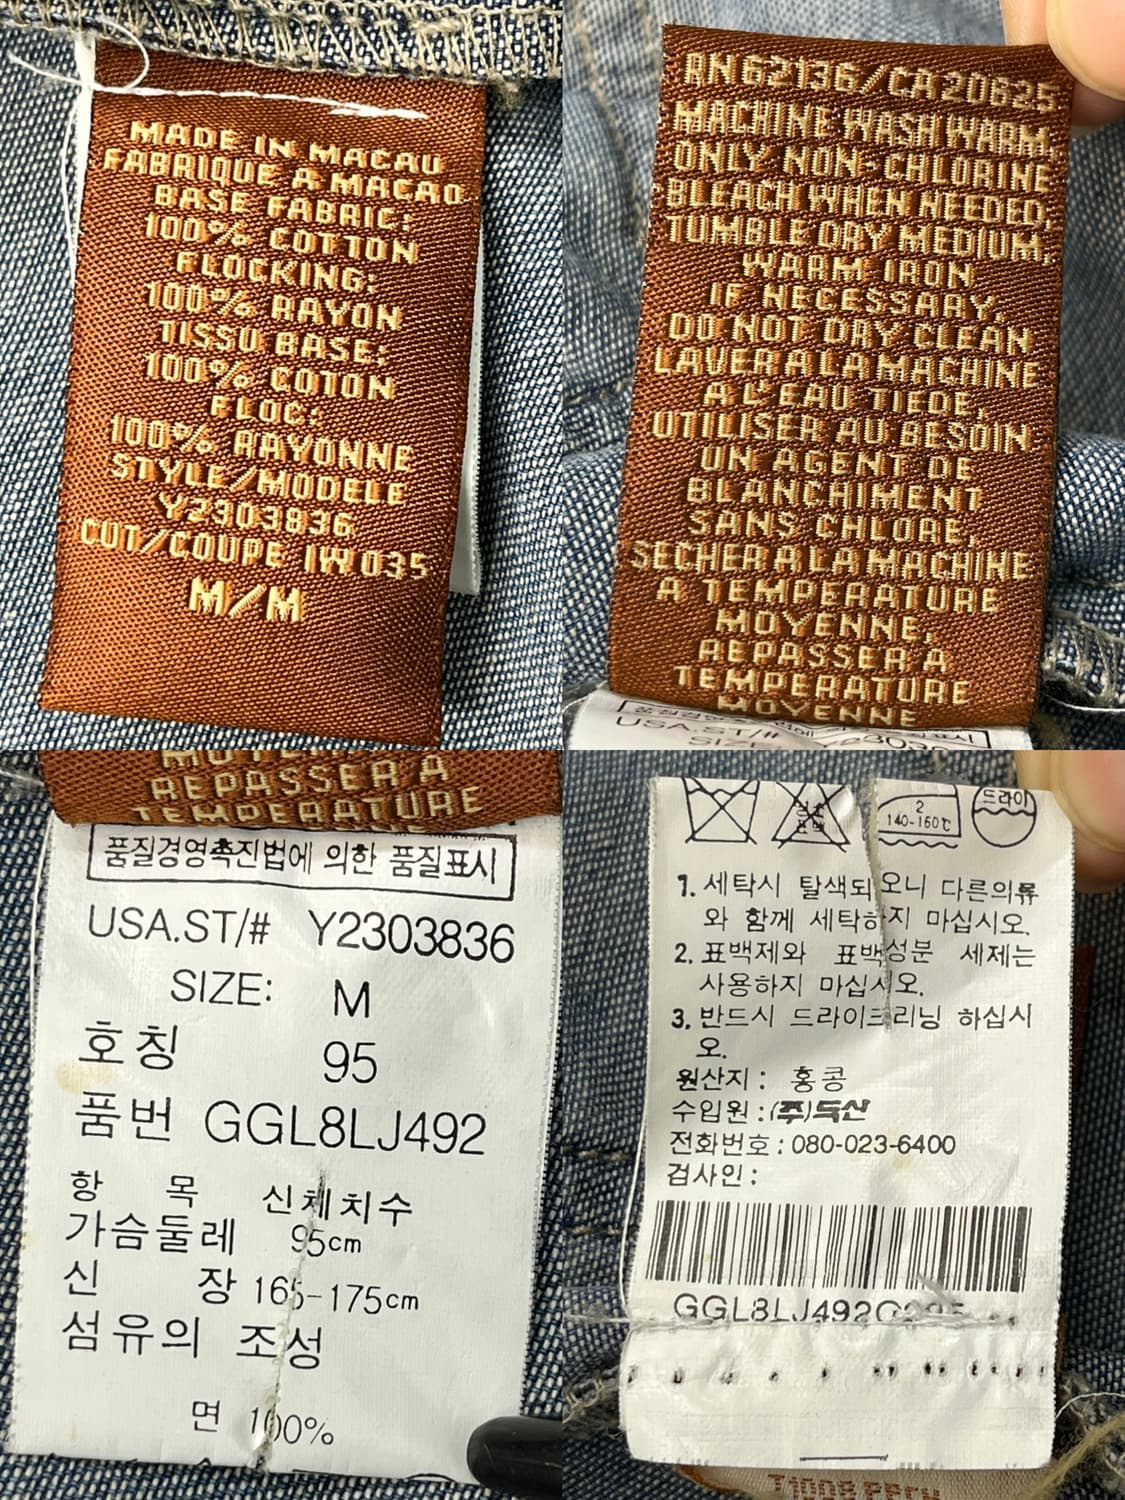 MADE IN MACAU
FABRIQUE A MACAO
BASE FABRIC:
100% COTTON
FLOCKING:
100% RAYON
TISSU BASE:
100% COTON
FLOC:
100% RAYONNE
STYLE/MODELE
Y2303836
CUT/COUPE IW035
M/M
RN62136/CA20625
MACHINE WASH WARM,
ONLY NON-CHLORINE
BLEACH WHEN NEEDED,
TUMBLE DRY MEDIUM,
WARM IRON
IF NECESSARY,
DO NOT DRY CLEAN
LAVER A LA MACHINE
A L'EAU TIEDE,
UTILISER AU BESOIN
UN AGENT DE
BLANCHIMENT
SANS CHLORE,
SECHER A LA MACHINE
A TEMPERATURE
MOYENNE,
REPASSER A
TEMPERATURE
MOYENNE
USA.ST/#
REPASSER A
TEMPERATURE
품질경영촉진법에 의한 품질표시
USA.ST/# Y2303836
SIZE: M
호칭 95
품번 GGL8LJ492
항 목 신체치수
가슴둘레 95cm
신 장 165-175cm
섬유의 조성
면 100%
2
140-160℃
드라이
1. 세탁시 탈색되오니 다른의류
와 함께 세탁하지 마십시오.
2. 표백제와 표백성분 세제는
사용하지 마십시오.
3. 반드시 드라이크리닝 하십시
오.
원산지 : 홍콩
수입원 : (주)두산
전화번호 : 080-023-6400
검사인 :